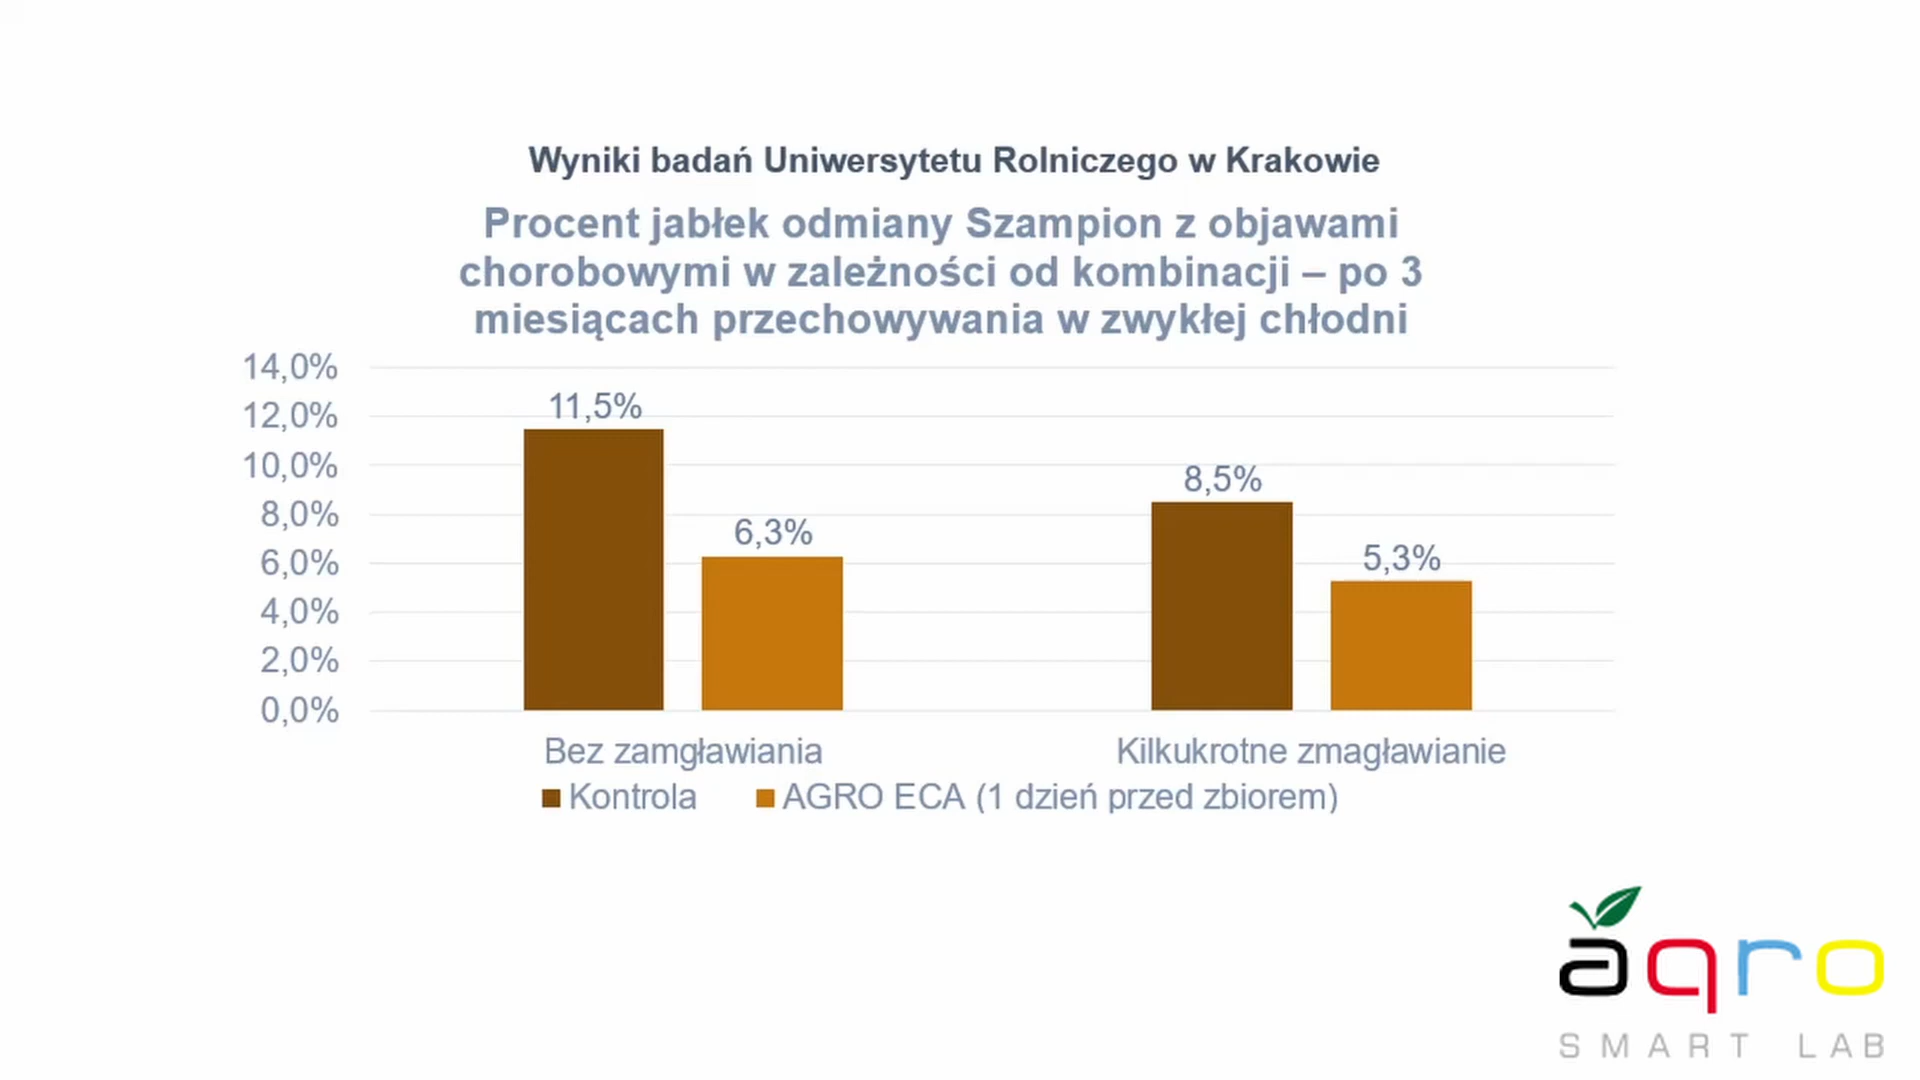 Wyniki badań Uniwersytetu Rolniczego w Krakowie
Procent jabłek odmiany Szampion z objawami
chorobowymi w zależności od kombinacji – po 3
miesiącach przechowywania w zwykłej chłodni
14,0%
12,0%
10,0%
8,0%
6,0%
4,0%
2,0%
0,0%
11,5%
6,3%
8,5%
5,3%
Bez zamgławiania
Kilkukrotne zmagławianie
Kontrola
AGRO ECA (1 dzień przed zbiorem)
agro
SMART LAB